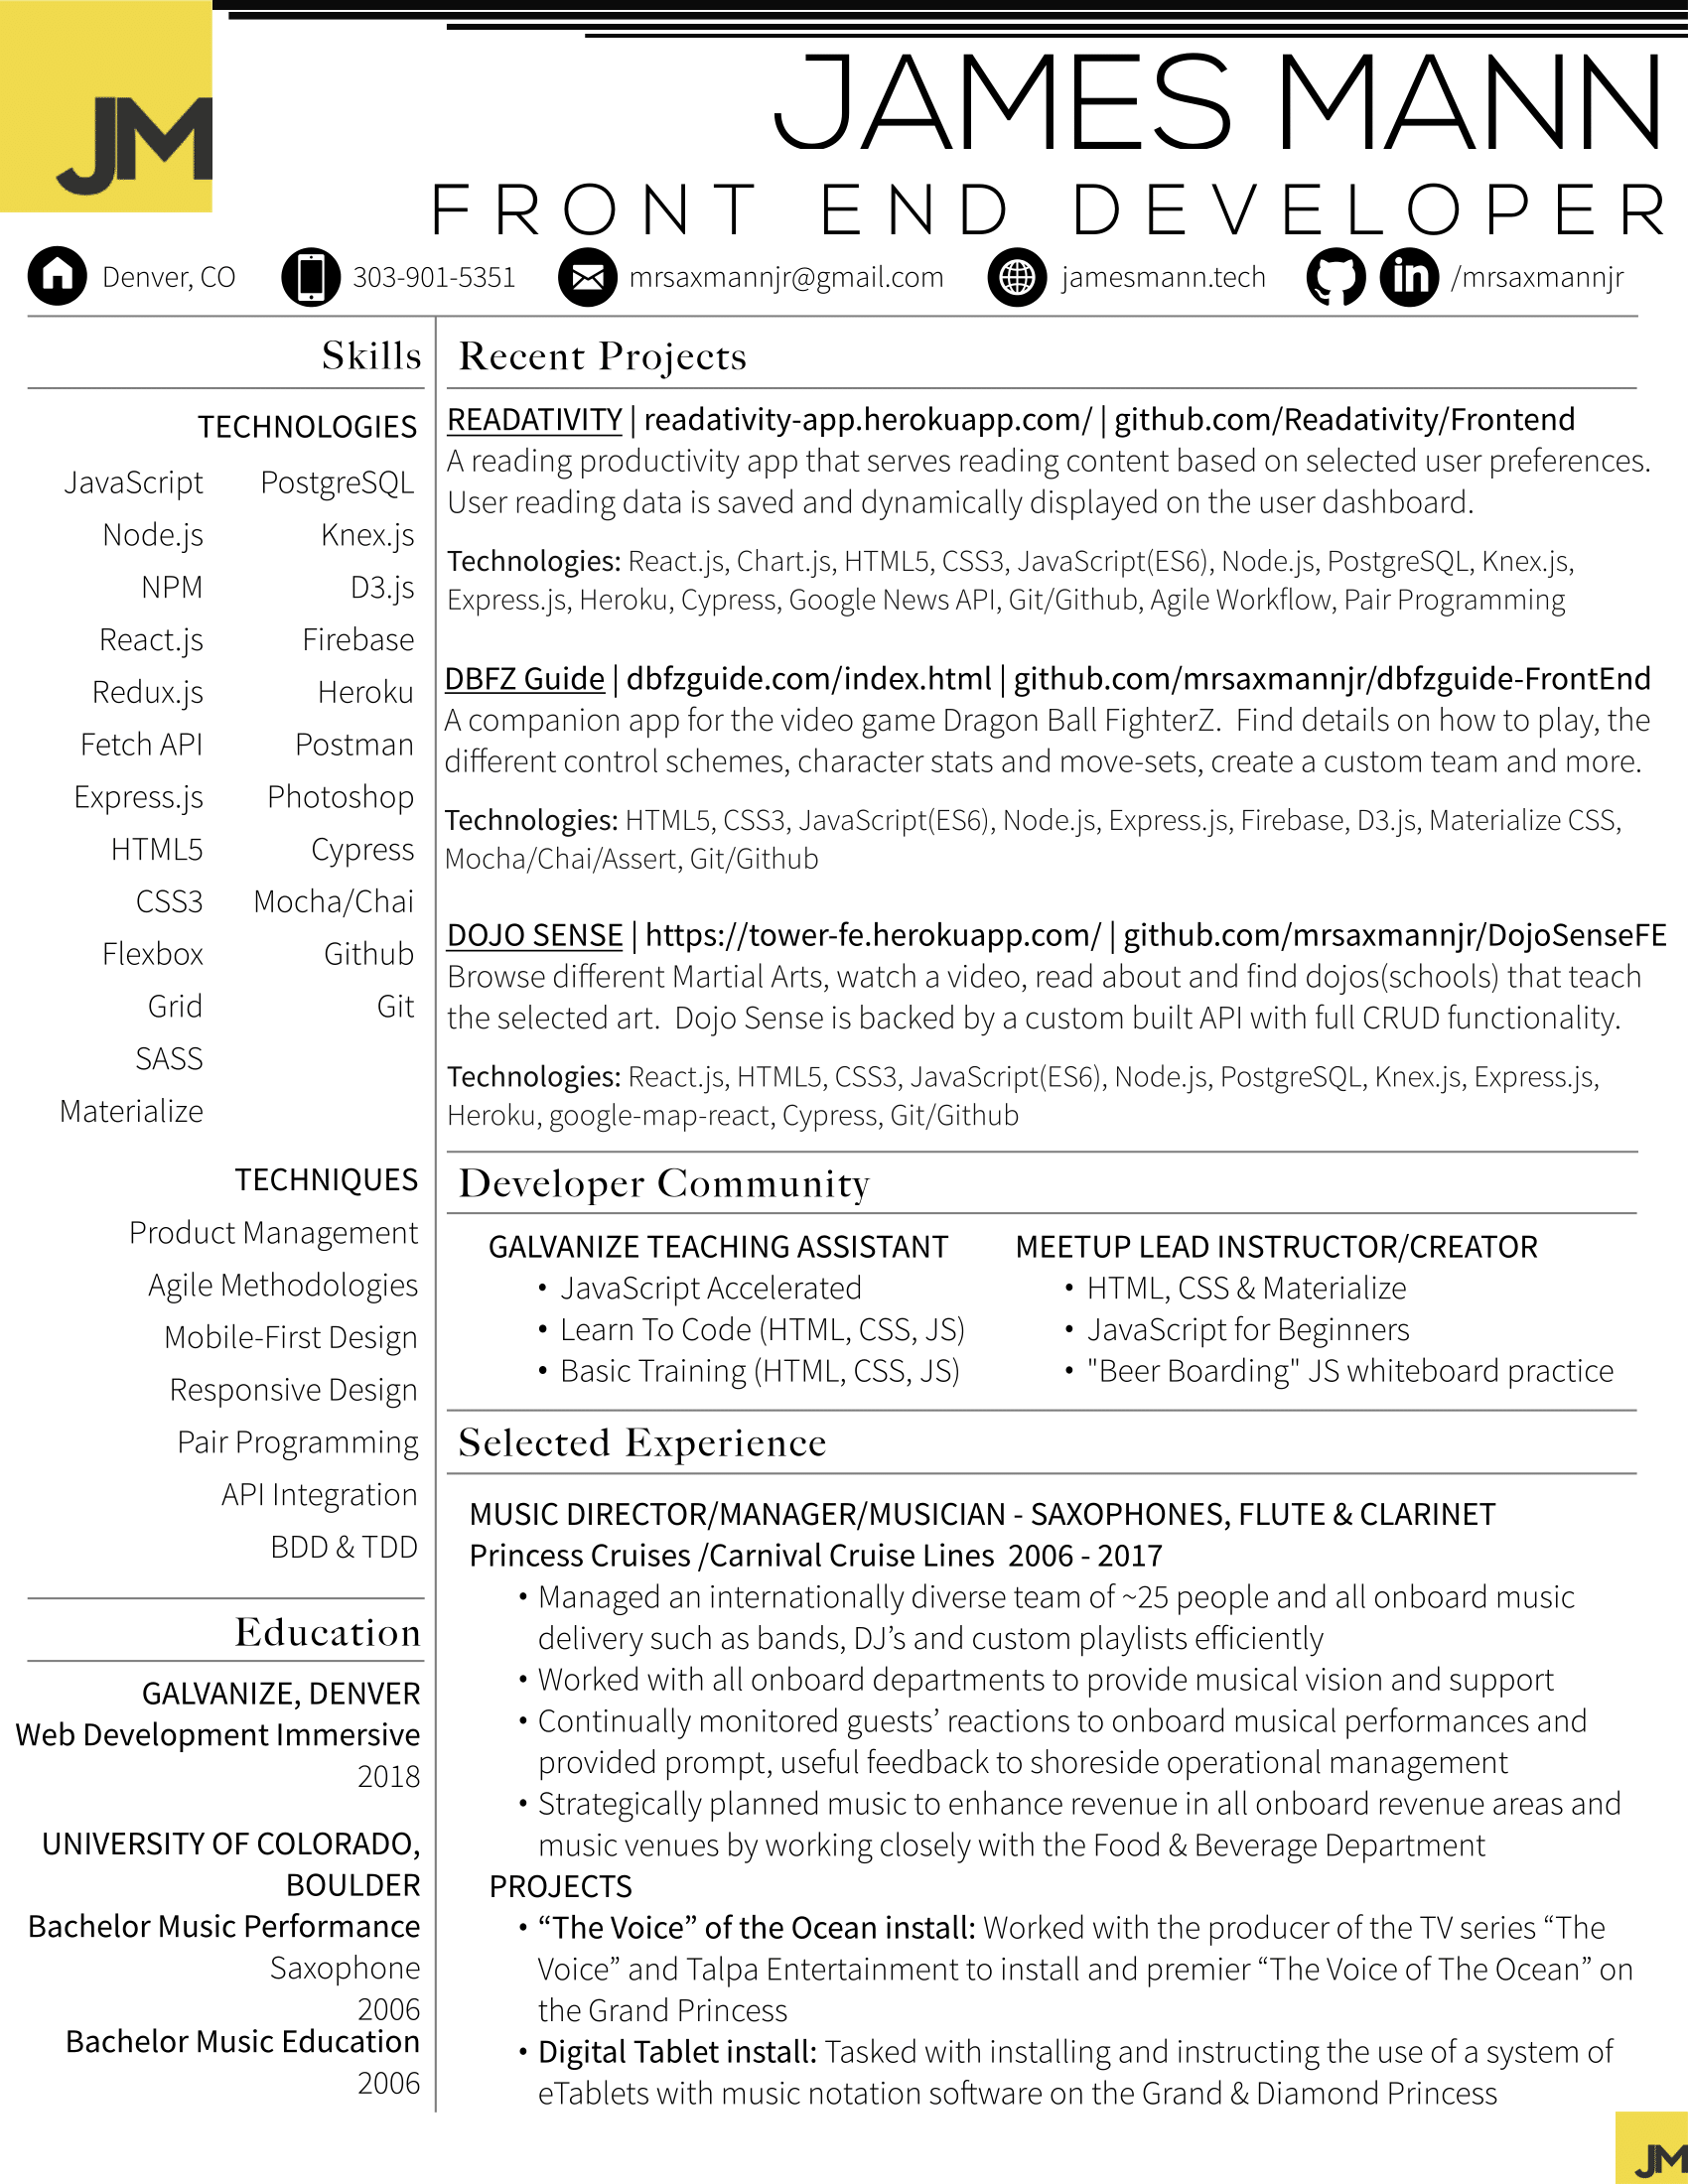 JM
JAMES MANN
FRONT END DEVELOPER
Denver, CO 303-901-5351 mrsaxmannjr@gmail.com jamesmann.tech in /mrsaxmannjr
Skills
TECHNOLOGIES
JavaScript PostgreSQL
Node.js Knex.js
NPM D3.js
React.js Firebase
Redux.js Heroku
Fetch API Postman
Express.js Photoshop
HTML5 Cypress
CSS3 Mocha/Chai
Flexbox Github
Grid Git
SASS
Materialize
TECHNIQUES
Product Management
Agile Methodologies
Mobile-First Design
Responsive Design
Pair Programming
API Integration
BDD & TDD
Education
GALVANIZE, DENVER
Web Development Immersive
2018
UNIVERSITY OF COLORADO,
BOULDER
Bachelor Music Performance
Saxophone
2006
Bachelor Music Education
2006
Recent Projects
READATIVITY | readativity-app.herokuapp.com/ | github.com/Readativity/Frontend
A reading productivity app that serves reading content based on selected user preferences.
User reading data is saved and dynamically displayed on the user dashboard.
Technologies: React.js, Chart.js, HTML5, CSS3, JavaScript(ES6), Node.js, PostgreSQL, Knex.js,
Express.js, Heroku, Cypress, Google News API, Git/Github, Agile Workflow, Pair Programming
DBFZ Guide | dbfzguide.com/index.html | github.com/mrsaxmannjr/dbfzguide-FrontEnd
A companion app for the video game Dragon Ball FighterZ.  Find details on how to play, the
different control schemes, character stats and move-sets, create a custom team and more.
Technologies: HTML5, CSS3, JavaScript(ES6), Node.js, Express.js, Firebase, D3.js, Materialize CSS,
Mocha/Chai/Assert, Git/Github
DOJO SENSE | https://tower-fe.herokuapp.com/ | github.com/mrsaxmannjr/DojoSenseFE
Browse different Martial Arts, watch a video, read about and find dojos(schools) that teach
the selected art.  Dojo Sense is backed by a custom built API with full CRUD functionality.
Technologies: React.js, HTML5, CSS3, JavaScript(ES6), Node.js, PostgreSQL, Knex.js, Express.js,
Heroku, google-map-react, Cypress, Git/Github
Developer Community
GALVANIZE TEACHING ASSISTANT
• JavaScript Accelerated
• Learn To Code (HTML, CSS, JS)
• Basic Training (HTML, CSS, JS)
MEETUP LEAD INSTRUCTOR/CREATOR
• HTML, CSS & Materialize
• JavaScript for Beginners
• "Beer Boarding" JS whiteboard practice
Selected Experience
MUSIC DIRECTOR/MANAGER/MUSICIAN - SAXOPHONES, FLUTE & CLARINET
Princess Cruises /Carnival Cruise Lines  2006 - 2017
• Managed an internationally diverse team of ~25 people and all onboard music
delivery such as bands, DJ’s and custom playlists efficiently
• Worked with all onboard departments to provide musical vision and support
• Continually monitored guests’ reactions to onboard musical performances and
provided prompt, useful feedback to shoreside operational management
• Strategically planned music to enhance revenue in all onboard revenue areas and
music venues by working closely with the Food & Beverage Department
PROJECTS
• “The Voice” of the Ocean install: Worked with the producer of the TV series “The
Voice” and Talpa Entertainment to install and premier “The Voice of The Ocean” on
the Grand Princess
• Digital Tablet install: Tasked with installing and instructing the use of a system of
eTablets with music notation software on the Grand & Diamond Princess
JM